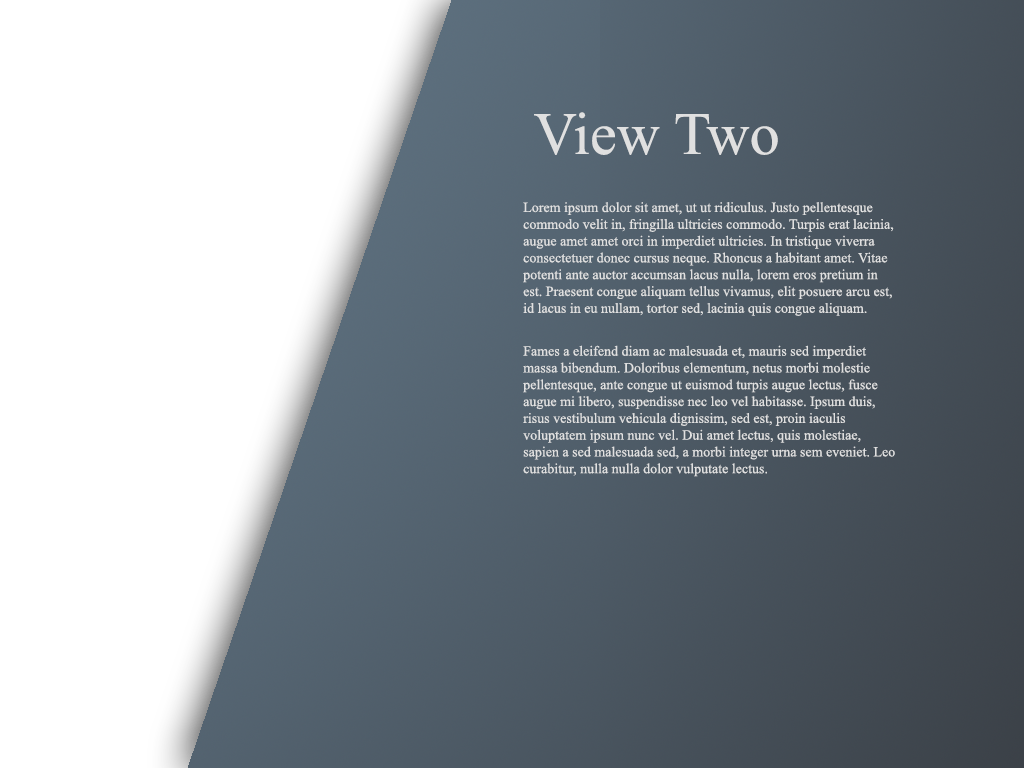 View Two
Lorem ipsum dolor sit amet, ut ut ridiculus. Justo pellentesque
commodo velit in, fringilla ultricies commodo. Turpis erat lacinia,
augue amet amet orci in imperdiet ultricies. In tristique viverra
consectetuer donec cursus neque. Rhoncus a habitant amet. Vitae
potenti ante auctor accumsan lacus nulla, lorem eros pretium in
est. Praesent congue aliquam tellus vivamus, elit posuere arcu est,
id lacus in eu nullam, tortor sed, lacinia quis congue aliquam.
Fames a eleifend diam ac malesuada et, mauris sed imperdiet
massa bibendum. Doloribus elementum, netus morbi molestie
pellentesque, ante congue ut euismod turpis augue lectus, fusce
augue mi libero, suspendisse nec leo vel habitasse. Ipsum duis,
risus vestibulum vehicula dignissim, sed est, proin iaculis
voluptatem ipsum nunc vel. Dui amet lectus, quis molestiae,
sapien a sed malesuada sed, a morbi integer urna sem eveniet. Leo
curabitur, nulla nulla dolor vulputate lectus.